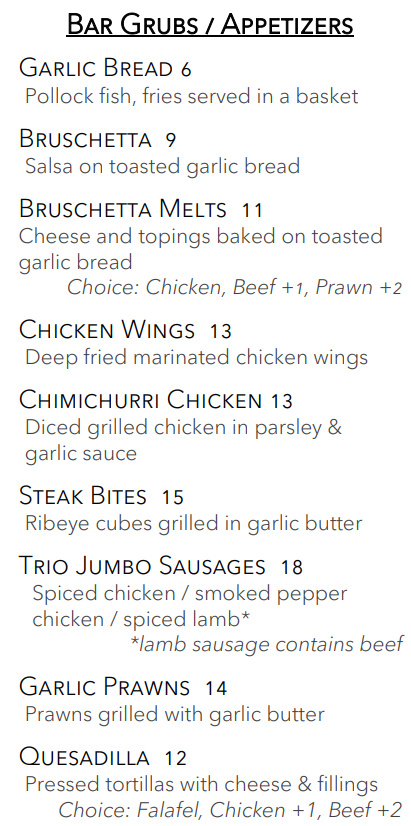 Bar Grubs / Appetizers
Garlic Bread 6
Pollock fish, fries served in a basket
Bruschetta 9
Salsa on toasted garlic bread
Bruschetta Melts 11
Cheese and topings baked on toasted
garlic bread
Choice: Chicken, Beef +1, Prawn +2
Chicken Wings 13
Deep fried marinated chicken wings
Chimichurri Chicken 13
Diced grilled chicken in parsley &
garlic sauce
Steak Bites 15
Ribeye cubes grilled in garlic butter
Trio Jumbo Sausages 18
Spiced chicken / smoked pepper
chicken / spiced lamb*
*lamb sausage contains beef
Garlic Prawns 14
Prawns grilled with garlic butter
Quesadilla 12
Pressed tortillas with cheese & fillings
Choice: Falafel, Chicken +1, Beef +2